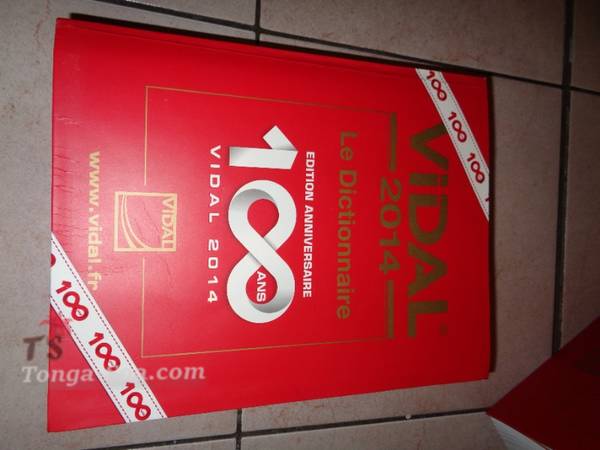 100 100 100
ViDAL®
2014
Le Dictionnaire
EDITION ANNIVERSAIRE
100
ANS
VIDAL 2014
VIDAL
www.vidal.fr
100 100 100
TS